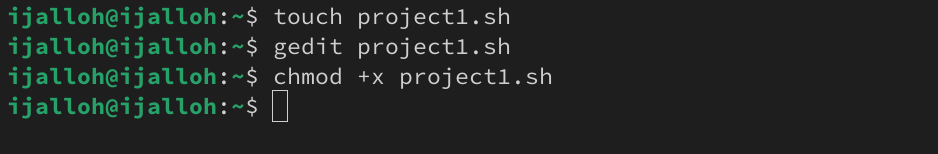 ijalloh@ijalloh:~$ touch project1.sh
ijalloh@ijalloh:~$ gedit project1.sh
ijalloh@ijalloh:~$ chmod +x project1.sh
ijalloh@ijalloh:~$